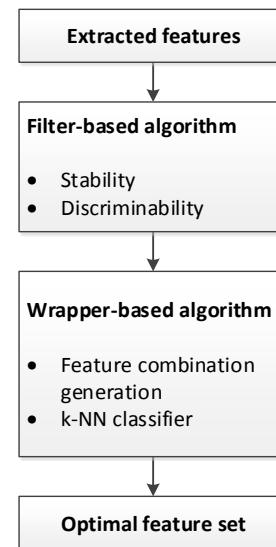 Extracted features
Filter-based algorithm
• Stability
• Discriminability
Wrapper-based algorithm
• Feature combination
generation
• k-NN classifier
Optimal feature set